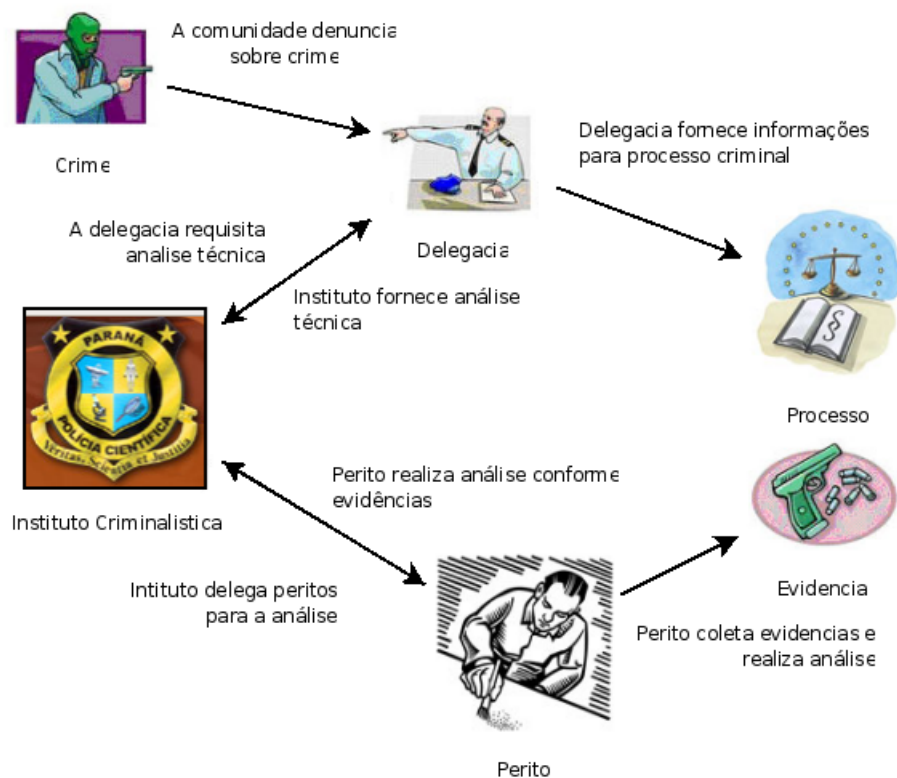 A comunidade denuncia
sobre crime
Crime
Delegacia fornece informações
para processo criminal
A delegacia requisita
analise técnica
Delegacia
Instituto fornece análise
técnica
PARANÁ
POLÍCIA CIENTÍFICA
Veritas, Scientia et Justitia
Processo
Instituto Criminalistica
Perito realiza análise conforme
evidências
Intituto delega peritos
para a análise
Evidencia
Perito coleta evidencias e
realiza análise
Perito